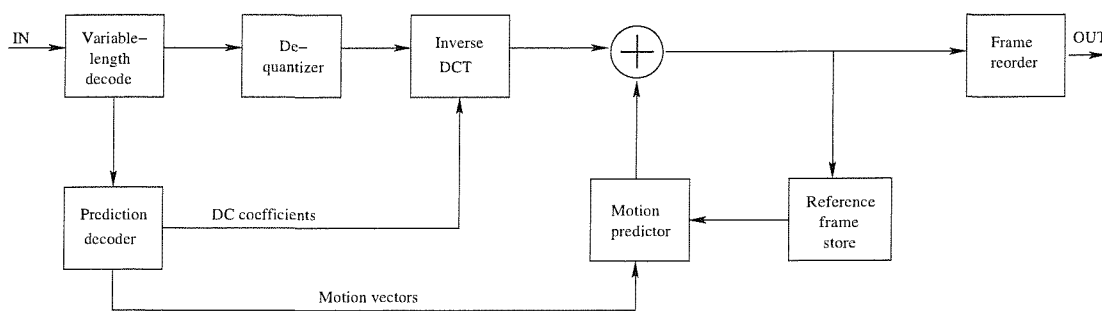 IN
Variable–
length
decode
De–
quantizer
Inverse
DCT
Frame
reorder
OUT
Prediction
decoder
DC coefficients
Motion
predictor
Reference
frame
store
Motion vectors